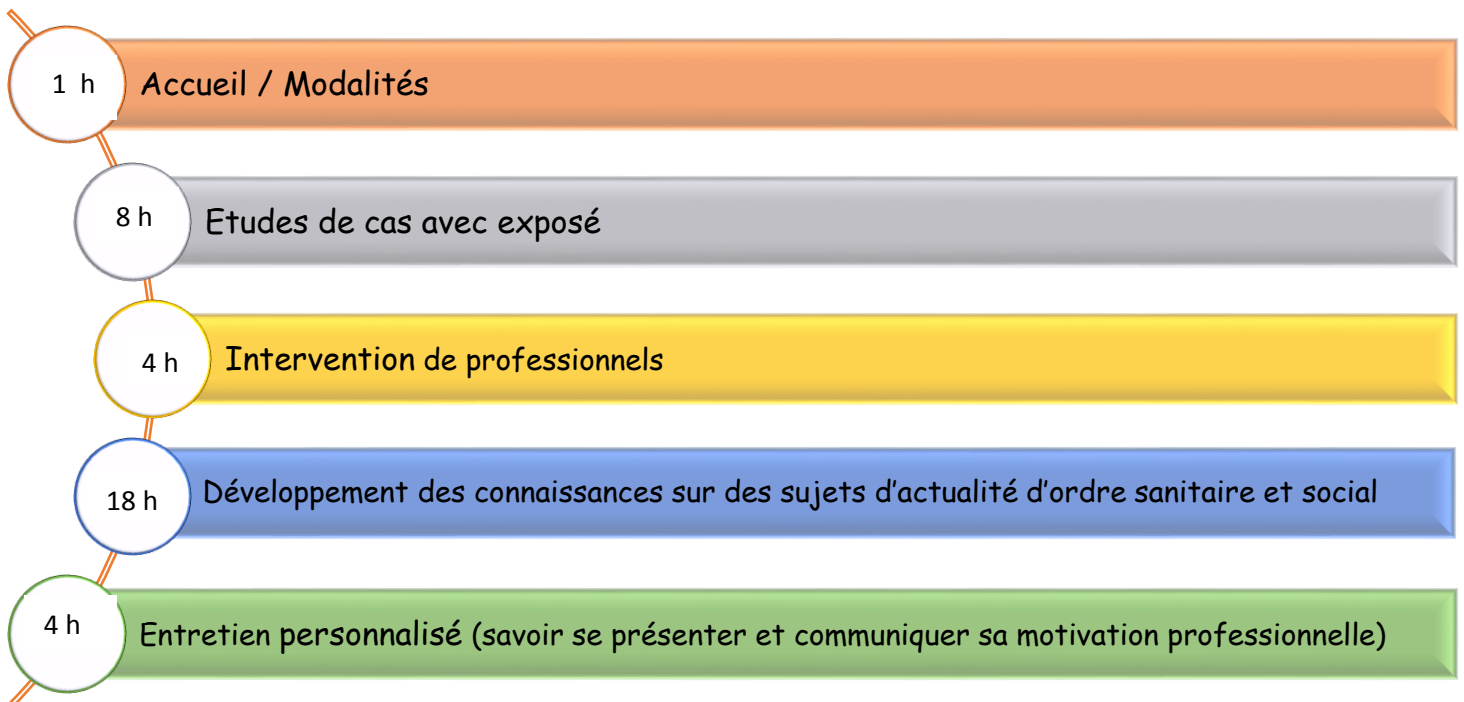 1 h Accueil / Modalités
8 h Etudes de cas avec exposé
4 h Intervention de professionnels
18 h Développement des connaissances sur des sujets d’actualité d’ordre sanitaire et social
4 h Entretien personnalisé (savoir se présenter et communiquer sa motivation professionnelle)